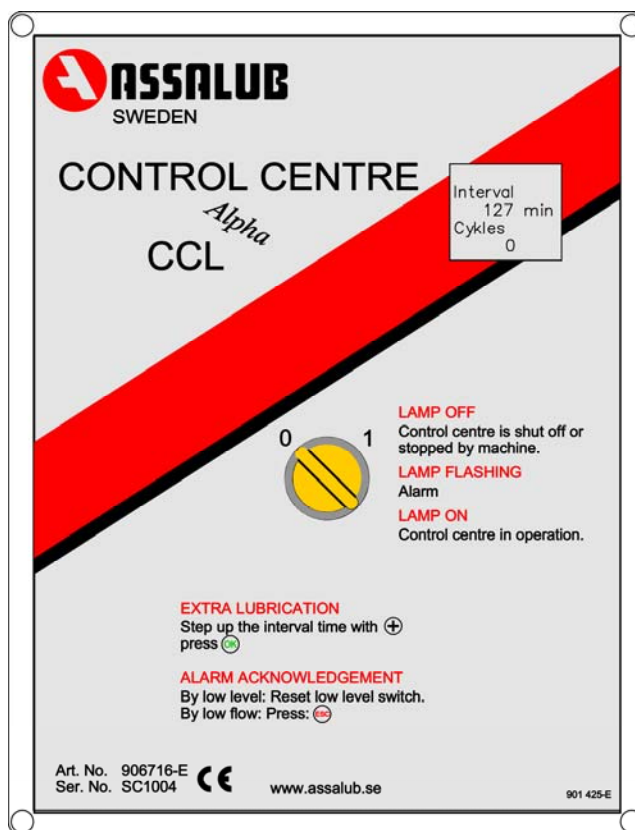 ASSALUB
SWEDEN
CONTROL CENTRE
Alpha
CCL
Interval
127 min
Cykles
0
0 1
LAMP OFF
Control centre is shut off or
stopped by machine.
LAMP FLASHING
Alarm
LAMP ON
Control centre in operation.
EXTRA LUBRICATION
Step up the interval time with +
press OK
ALARM ACKNOWLEDGEMENT
By low level: Reset low level switch.
By low flow: Press: ESC
Art. No. 906716-E
Ser. No. SC1004
CE
www.assalub.se
901 425-E